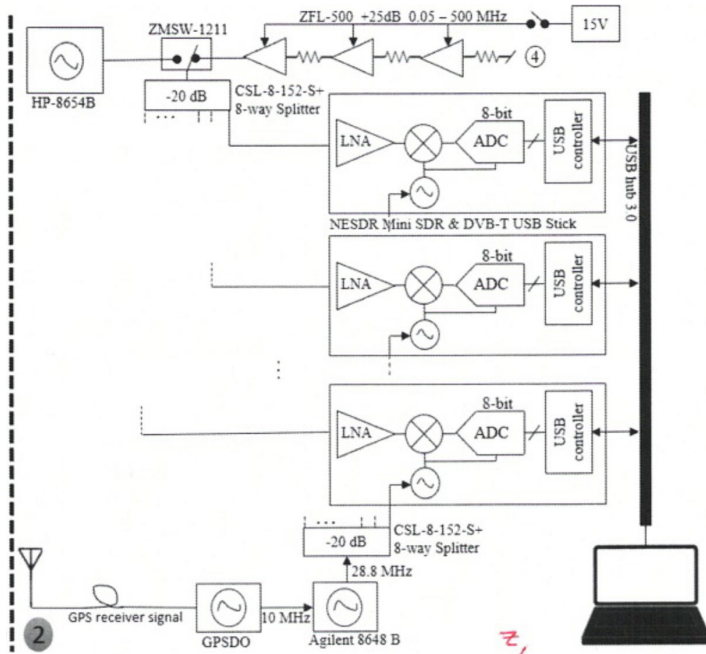 ZFL-500 +25dB 0.05 – 500 MHz
15V
ZMSW-1211
④
HP-8654B
-20 dB
CSL-8-152-S+
8-way Splitter
LNA
8-bit
ADC
USB
controller
USB hub 3.0
NESDR Mini SDR & DVB-T USB Stick
LNA
8-bit
ADC
USB
controller
LNA
8-bit
ADC
USB
controller
-20 dB
CSL-8-152-S+
8-way Splitter
28.8 MHz
GPS receiver signal
10 MHz
2
GPSDO
Agilent 8648 B